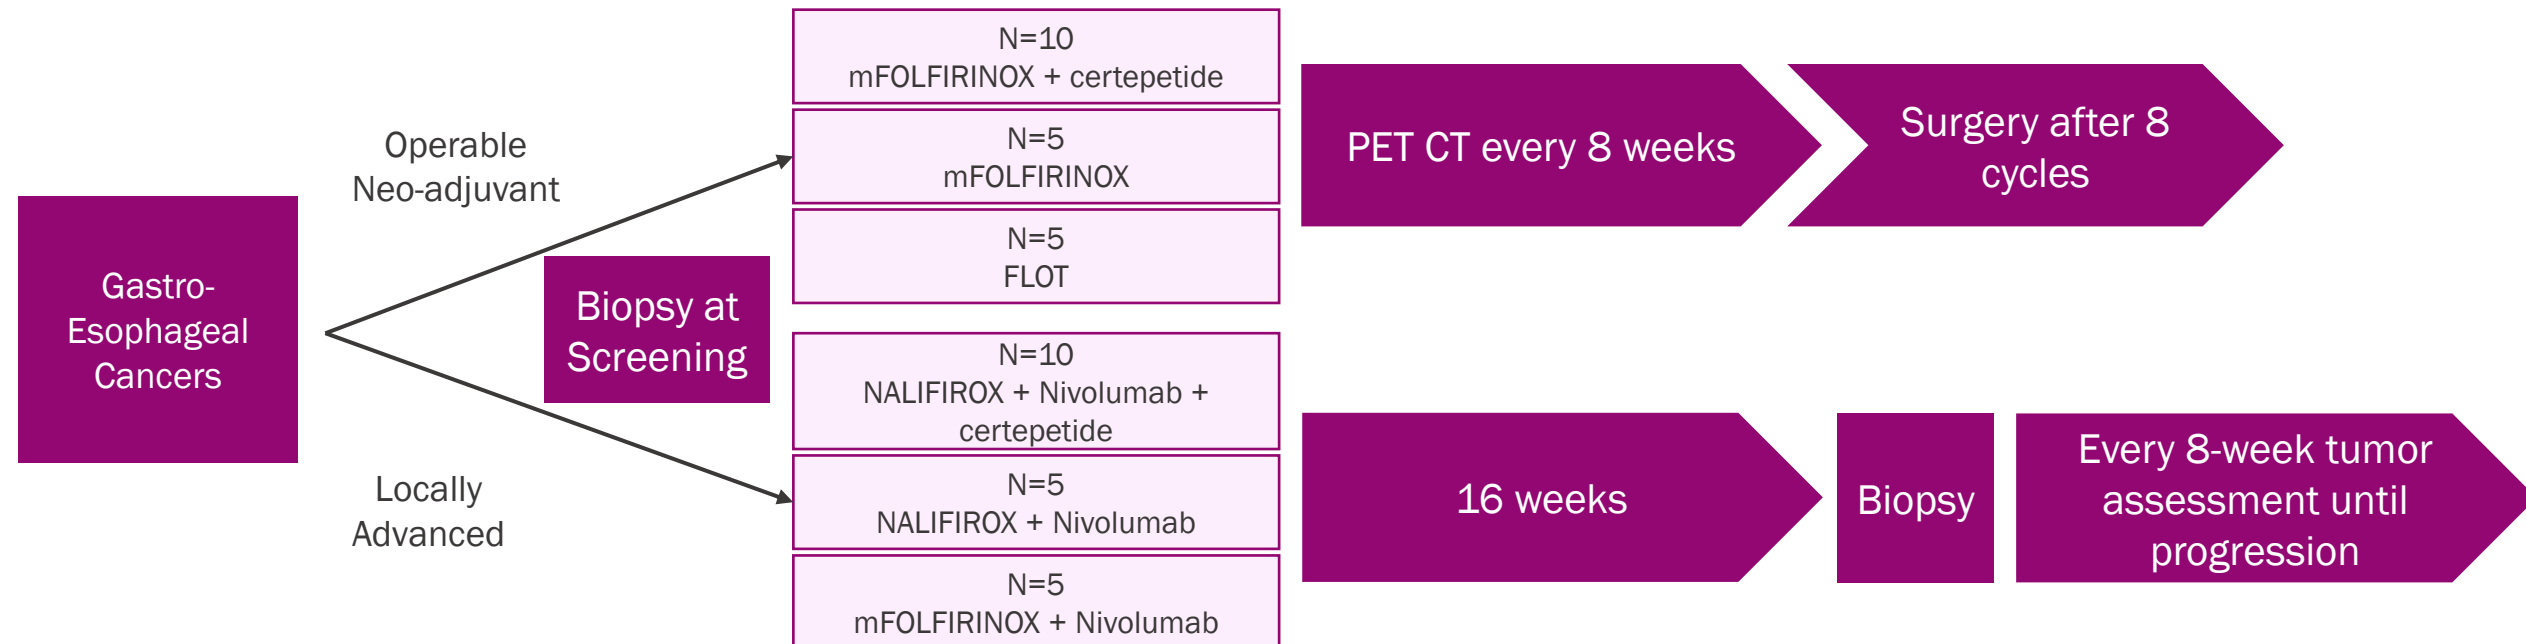 Gastro-
Esophageal
Cancers
Operable
Neo-adjuvant
Locally
Advanced
Biopsy at
Screening
N=10
mFOLFIRINOX + certepetide
N=5
mFOLFIRINOX
N=5
FLOT
PET CT every 8 weeks
Surgery after 8
cycles
N=10
NALIFIROX + Nivolumab +
certepetide
N=5
NALIFIROX + Nivolumab
N=5
mFOLFIRINOX + Nivolumab
16 weeks
Biopsy
Every 8-week tumor
assessment until
progression